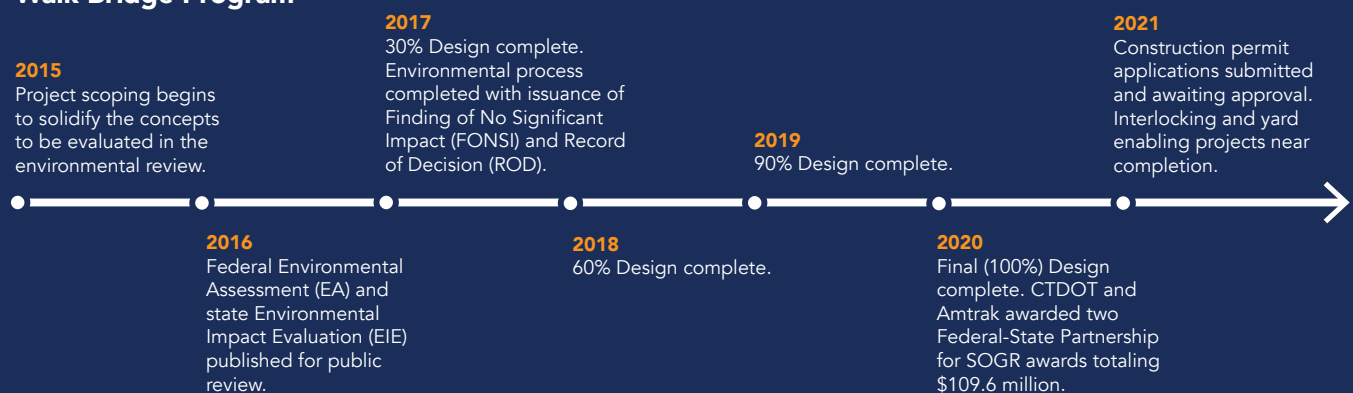 Walk Bridge Program
2015
Project scoping begins
to solidify the concepts
to be evaluated in the
environmental review.
2016
Federal Environmental
Assessment (EA) and
state Environmental
Impact Evaluation (EIE)
published for public
review.
2017
30% Design complete.
Environmental process
completed with issuance of
Finding of No Significant
Impact (FONSI) and Record
of Decision (ROD).
2018
60% Design complete.
2019
90% Design complete.
2020
Final (100%) Design
complete. CTDOT and
Amtrak awarded two
Federal-State Partnership
for SOGR awards totaling
$109.6 million.
2021
Construction permit
applications submitted
and awaiting approval.
Interlocking and yard
enabling projects near
completion.